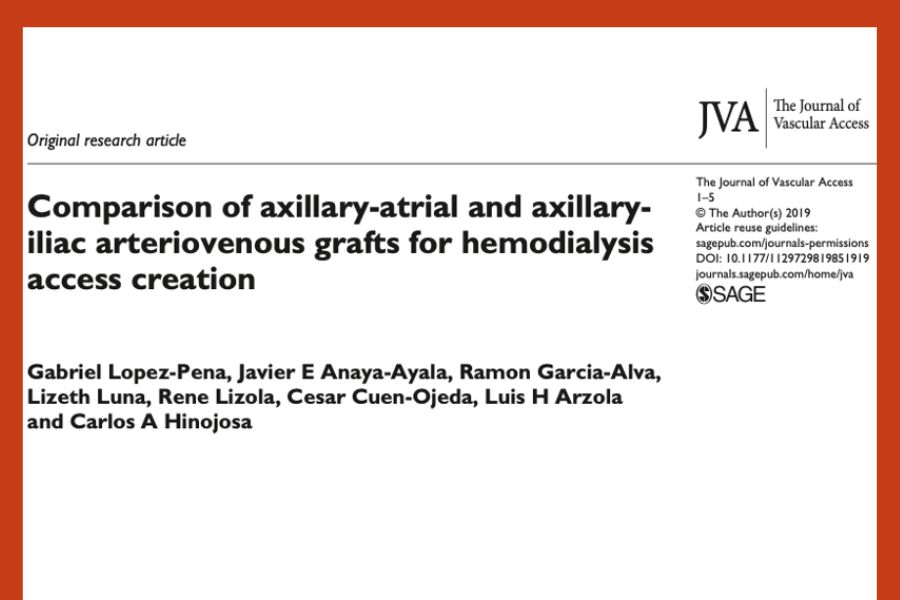 JVA
The Journal of
Vascular Access
Original research article
Comparison of axillary-atrial and axillary-
iliac arteriovenous grafts for hemodialysis
access creation
The Journal of Vascular Access
1–5
© The Author(s) 2019
Article reuse guidelines:
sagepub.com/journals-permissions
DOI: 10.1177/1129729819851919
journals.sagepub.com/home/jva
SAGE
Gabriel Lopez-Pena, Javier E Anaya-Ayala, Ramon Garcia-Alva,
Lizeth Luna, Rene Lizola, Cesar Cuen-Ojeda, Luis H Arzola
and Carlos A Hinojosa